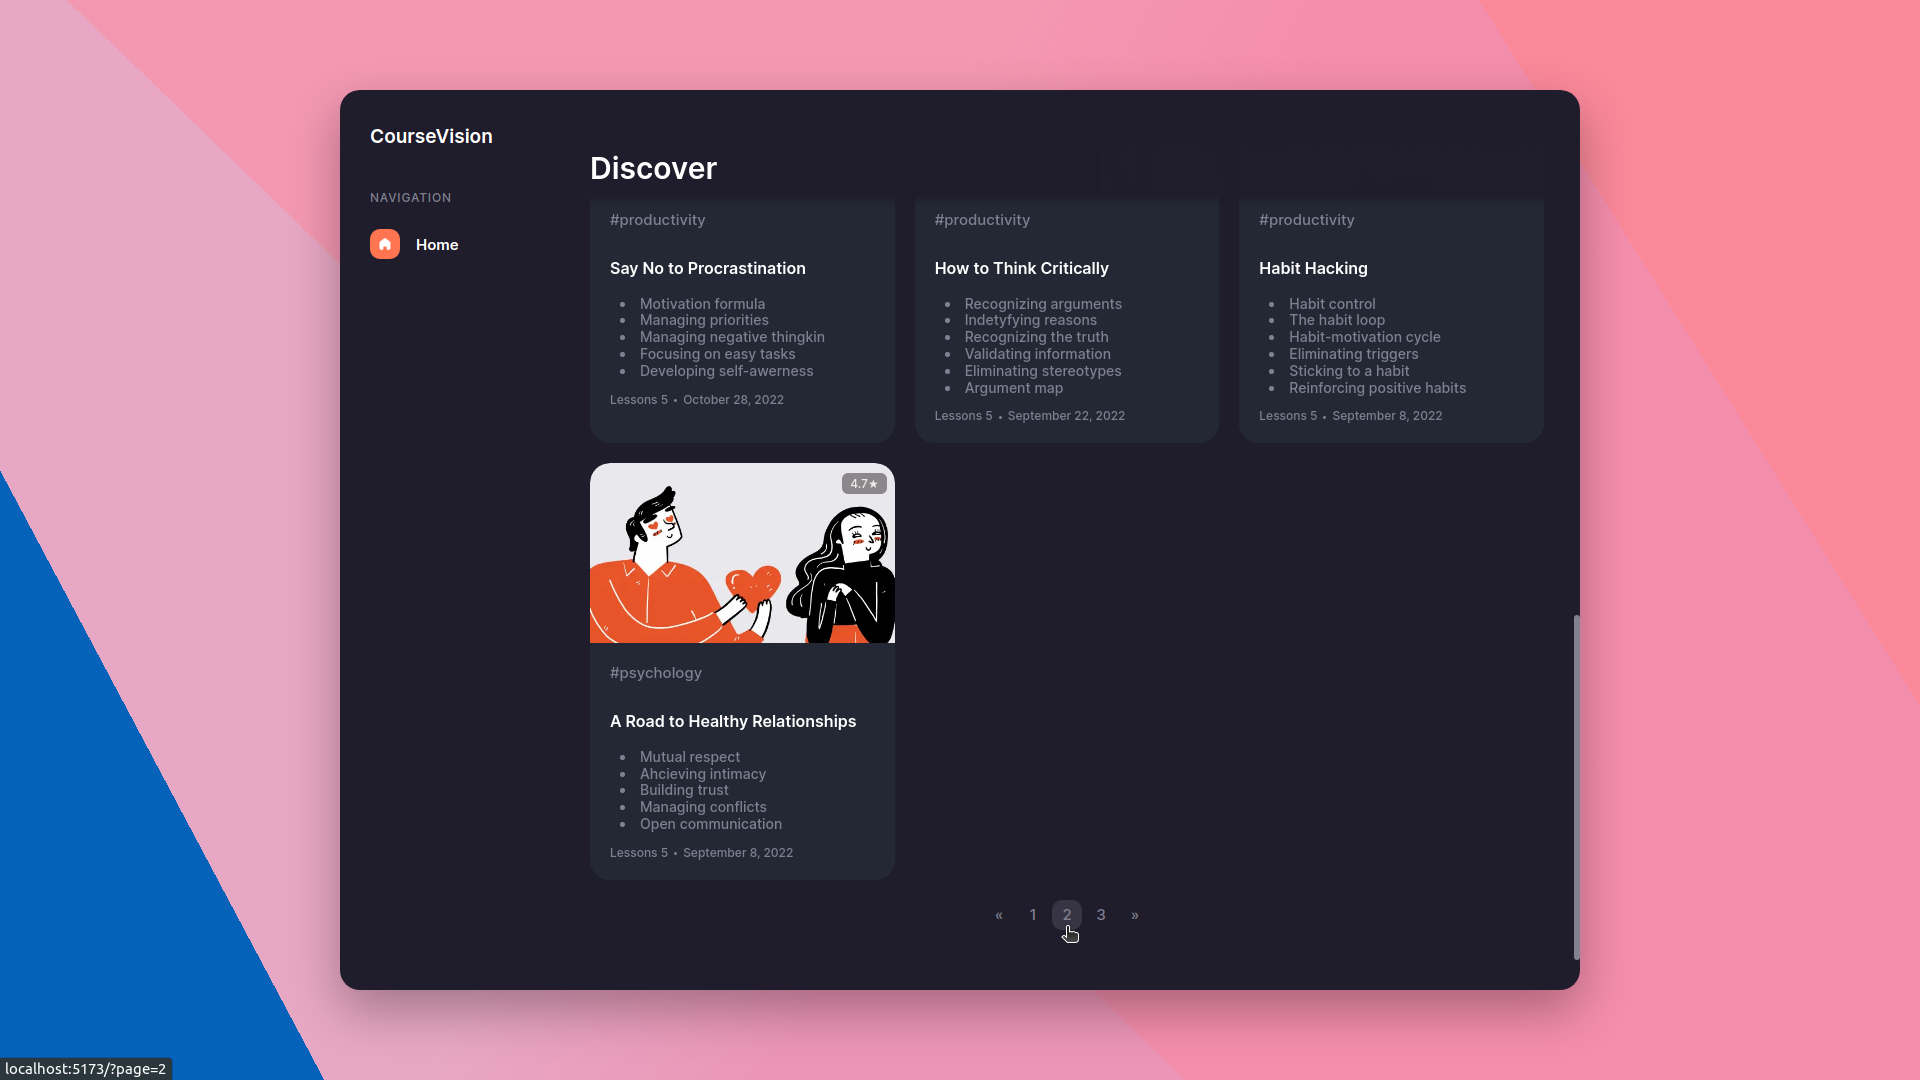 CourseVision
NAVIGATION
Home
Discover
#productivity
Say No to Procrastination
• Motivation formula
• Managing priorities
• Managing negative thingkin
• Focusing on easy tasks
• Developing self-awerness
Lessons 5 • October 28, 2022
#productivity
How to Think Critically
• Recognizing arguments
• Indetyfying reasons
• Recognizing the truth
• Validating information
• Eliminating stereotypes
• Argument map
Lessons 5 • September 22, 2022
#productivity
Habit Hacking
• Habit control
• The habit loop
• Habit-motivation cycle
• Eliminating triggers
• Sticking to a habit
• Reinforcing positive habits
Lessons 5 • September 8, 2022
4.7★
#psychology
A Road to Healthy Relationships
• Mutual respect
• Ahcieving intimacy
• Building trust
• Managing conflicts
• Open communication
Lessons 5 • September 8, 2022
« 1 2 3 »
localhost:5173/?page=2